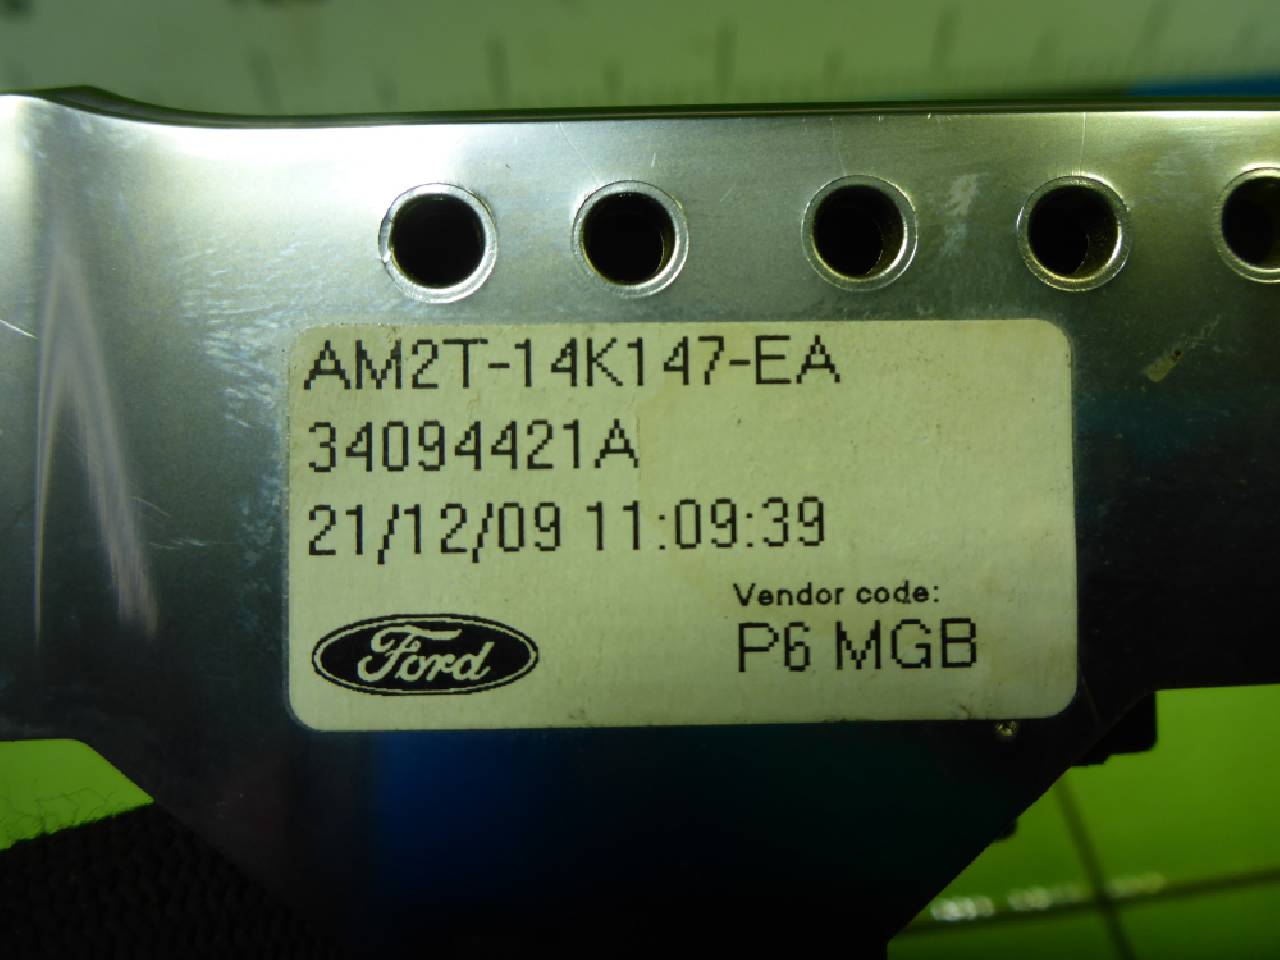 AM2T-14K147-EA
34094421A
21/12/09 11:09:39
Vendor code:
Ford
P6 MGB